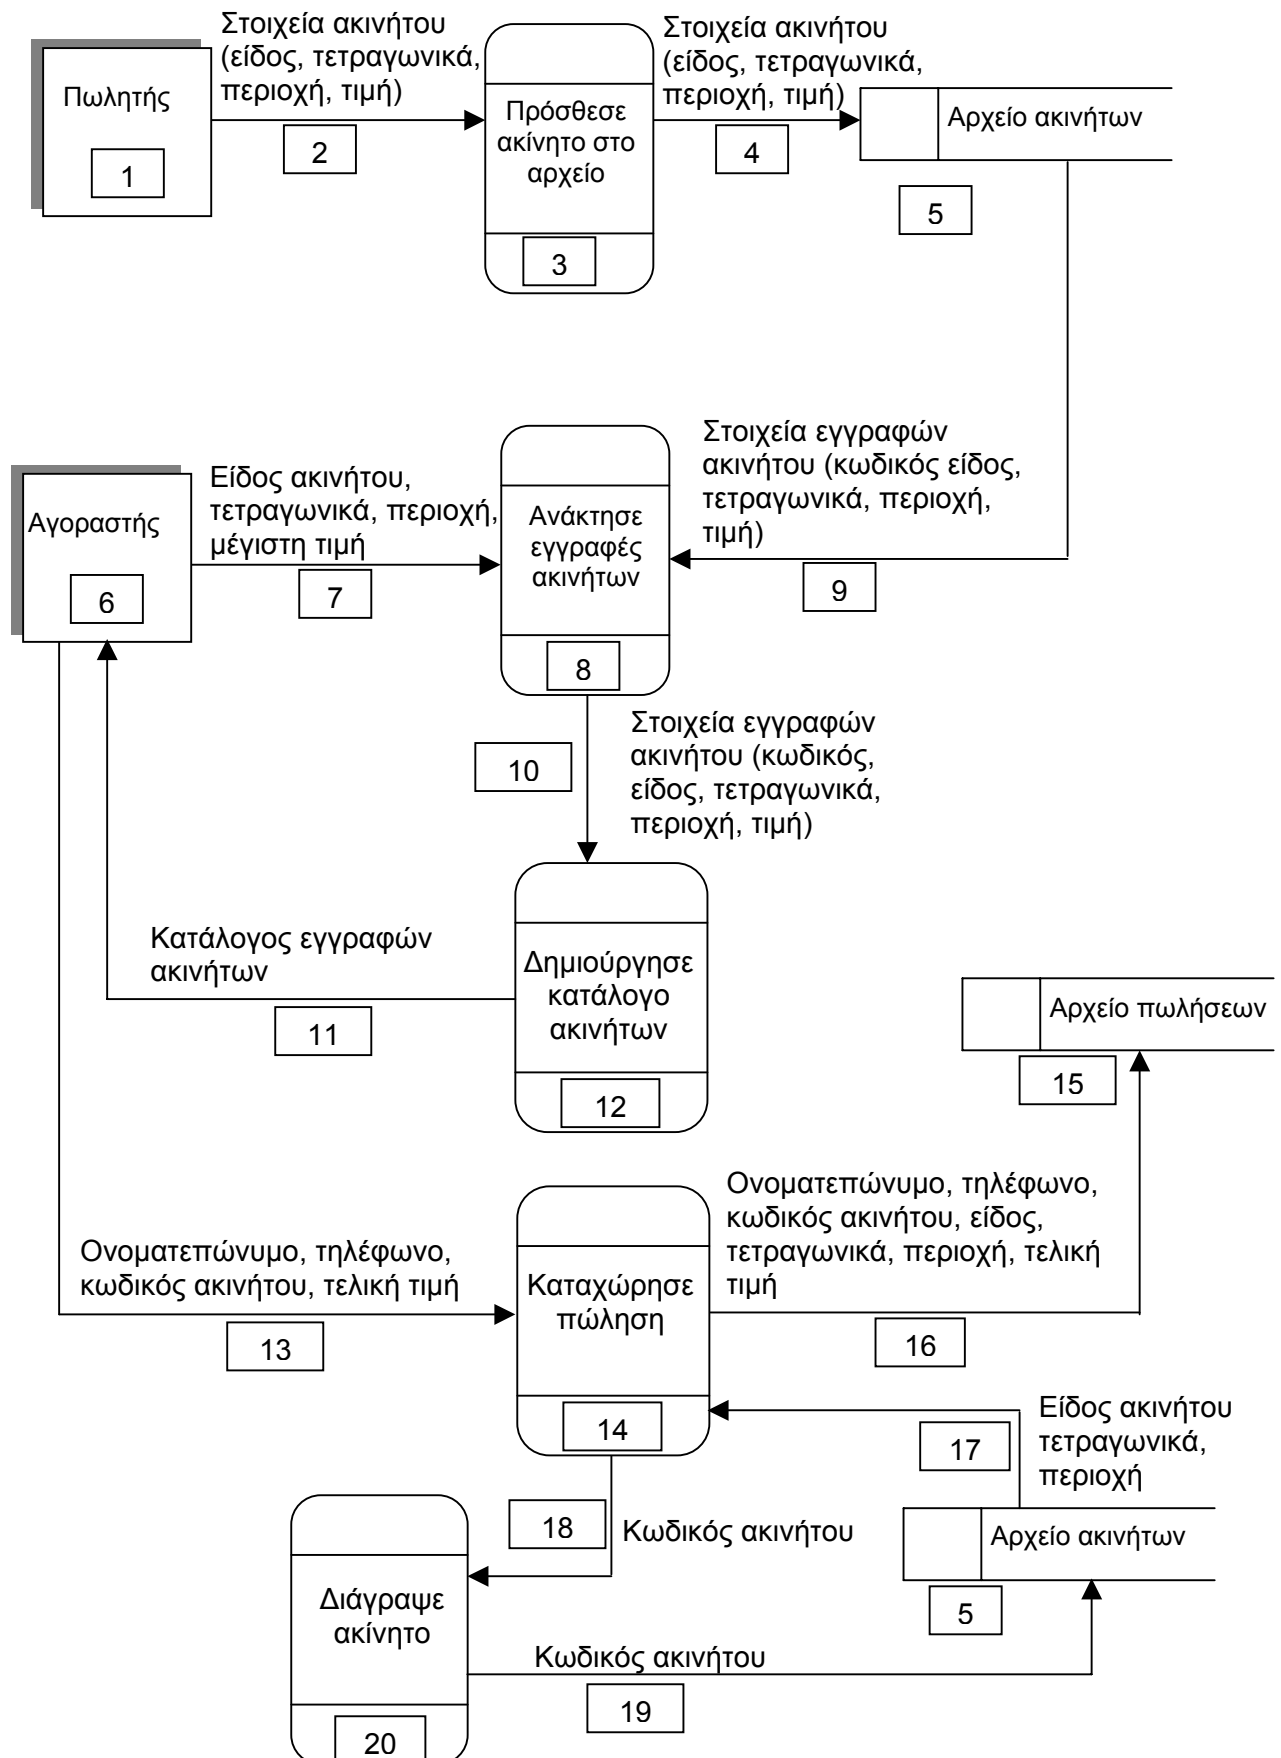 Πωλητής
1
Στοιχεία ακινήτου
(είδος, τετραγωνικά,
περιοχή, τιμή)
2
Πρόσθεσε
ακίνητο στο
αρχείο
3
Στοιχεία ακινήτου
(είδος, τετραγωνικά,
περιοχή, τιμή)
4
Αρχείο ακινήτων
5
Αγοραστής
6
Είδος ακινήτου,
τετραγωνικά, περιοχή,
μέγιστη τιμή
7
Ανάκτησε
εγγραφές
ακινήτων
8
Στοιχεία εγγραφών
ακινήτου (κωδικός είδος,
τετραγωνικά, περιοχή,
τιμή)
9
10
Στοιχεία εγγραφών
ακινήτου (κωδικός,
είδος, τετραγωνικά,
περιοχή, τιμή)
Κατάλογος εγγραφών
ακινήτων
11
Δημιούργησε
κατάλογο
ακινήτων
12
Αρχείο πωλήσεων
15
Ονοματεπώνυμο, τηλέφωνο,
κωδικός ακινήτου, τελική τιμή
13
Καταχώρησε
πώληση
14
Ονοματεπώνυμο, τηλέφωνο,
κωδικός ακινήτου, είδος,
τετραγωνικά, περιοχή, τελική
τιμή
16
17
Είδος ακινήτου
τετραγωνικά,
περιοχή
18
Κωδικός ακινήτου
Αρχείο ακινήτων
5
Διάγραψε
ακίνητο
20
Κωδικός ακινήτου
19